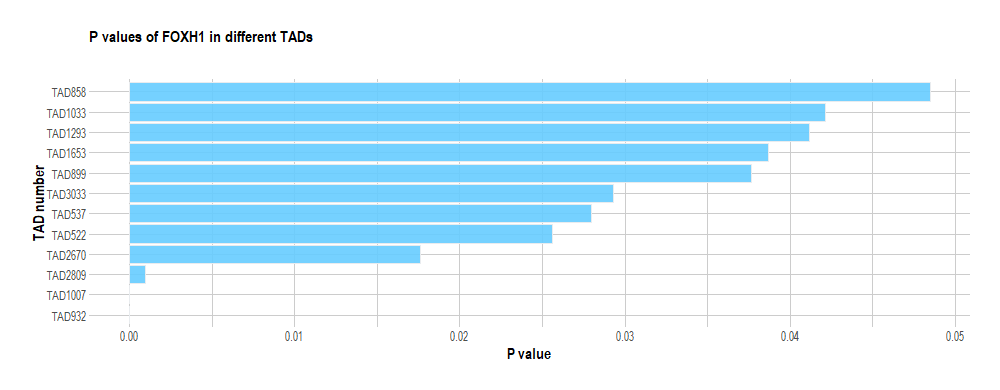 P values of FOXH1 in different TADs
TAD number
TAD858
TAD1033
TAD1293
TAD1653
TAD899
TAD3033
TAD537
TAD522
TAD2670
TAD2809
TAD1007
TAD932
0.00 0.01 0.02 0.03 0.04 0.05
P value